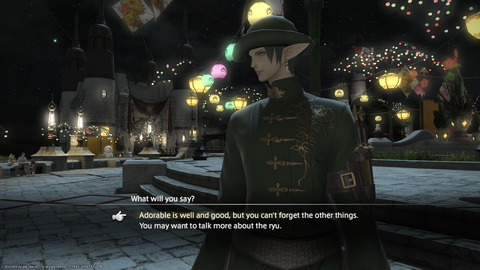 What will you say?
Adorable is well and good, but you can't forget the other things.
You may want to talk more about the ryu.